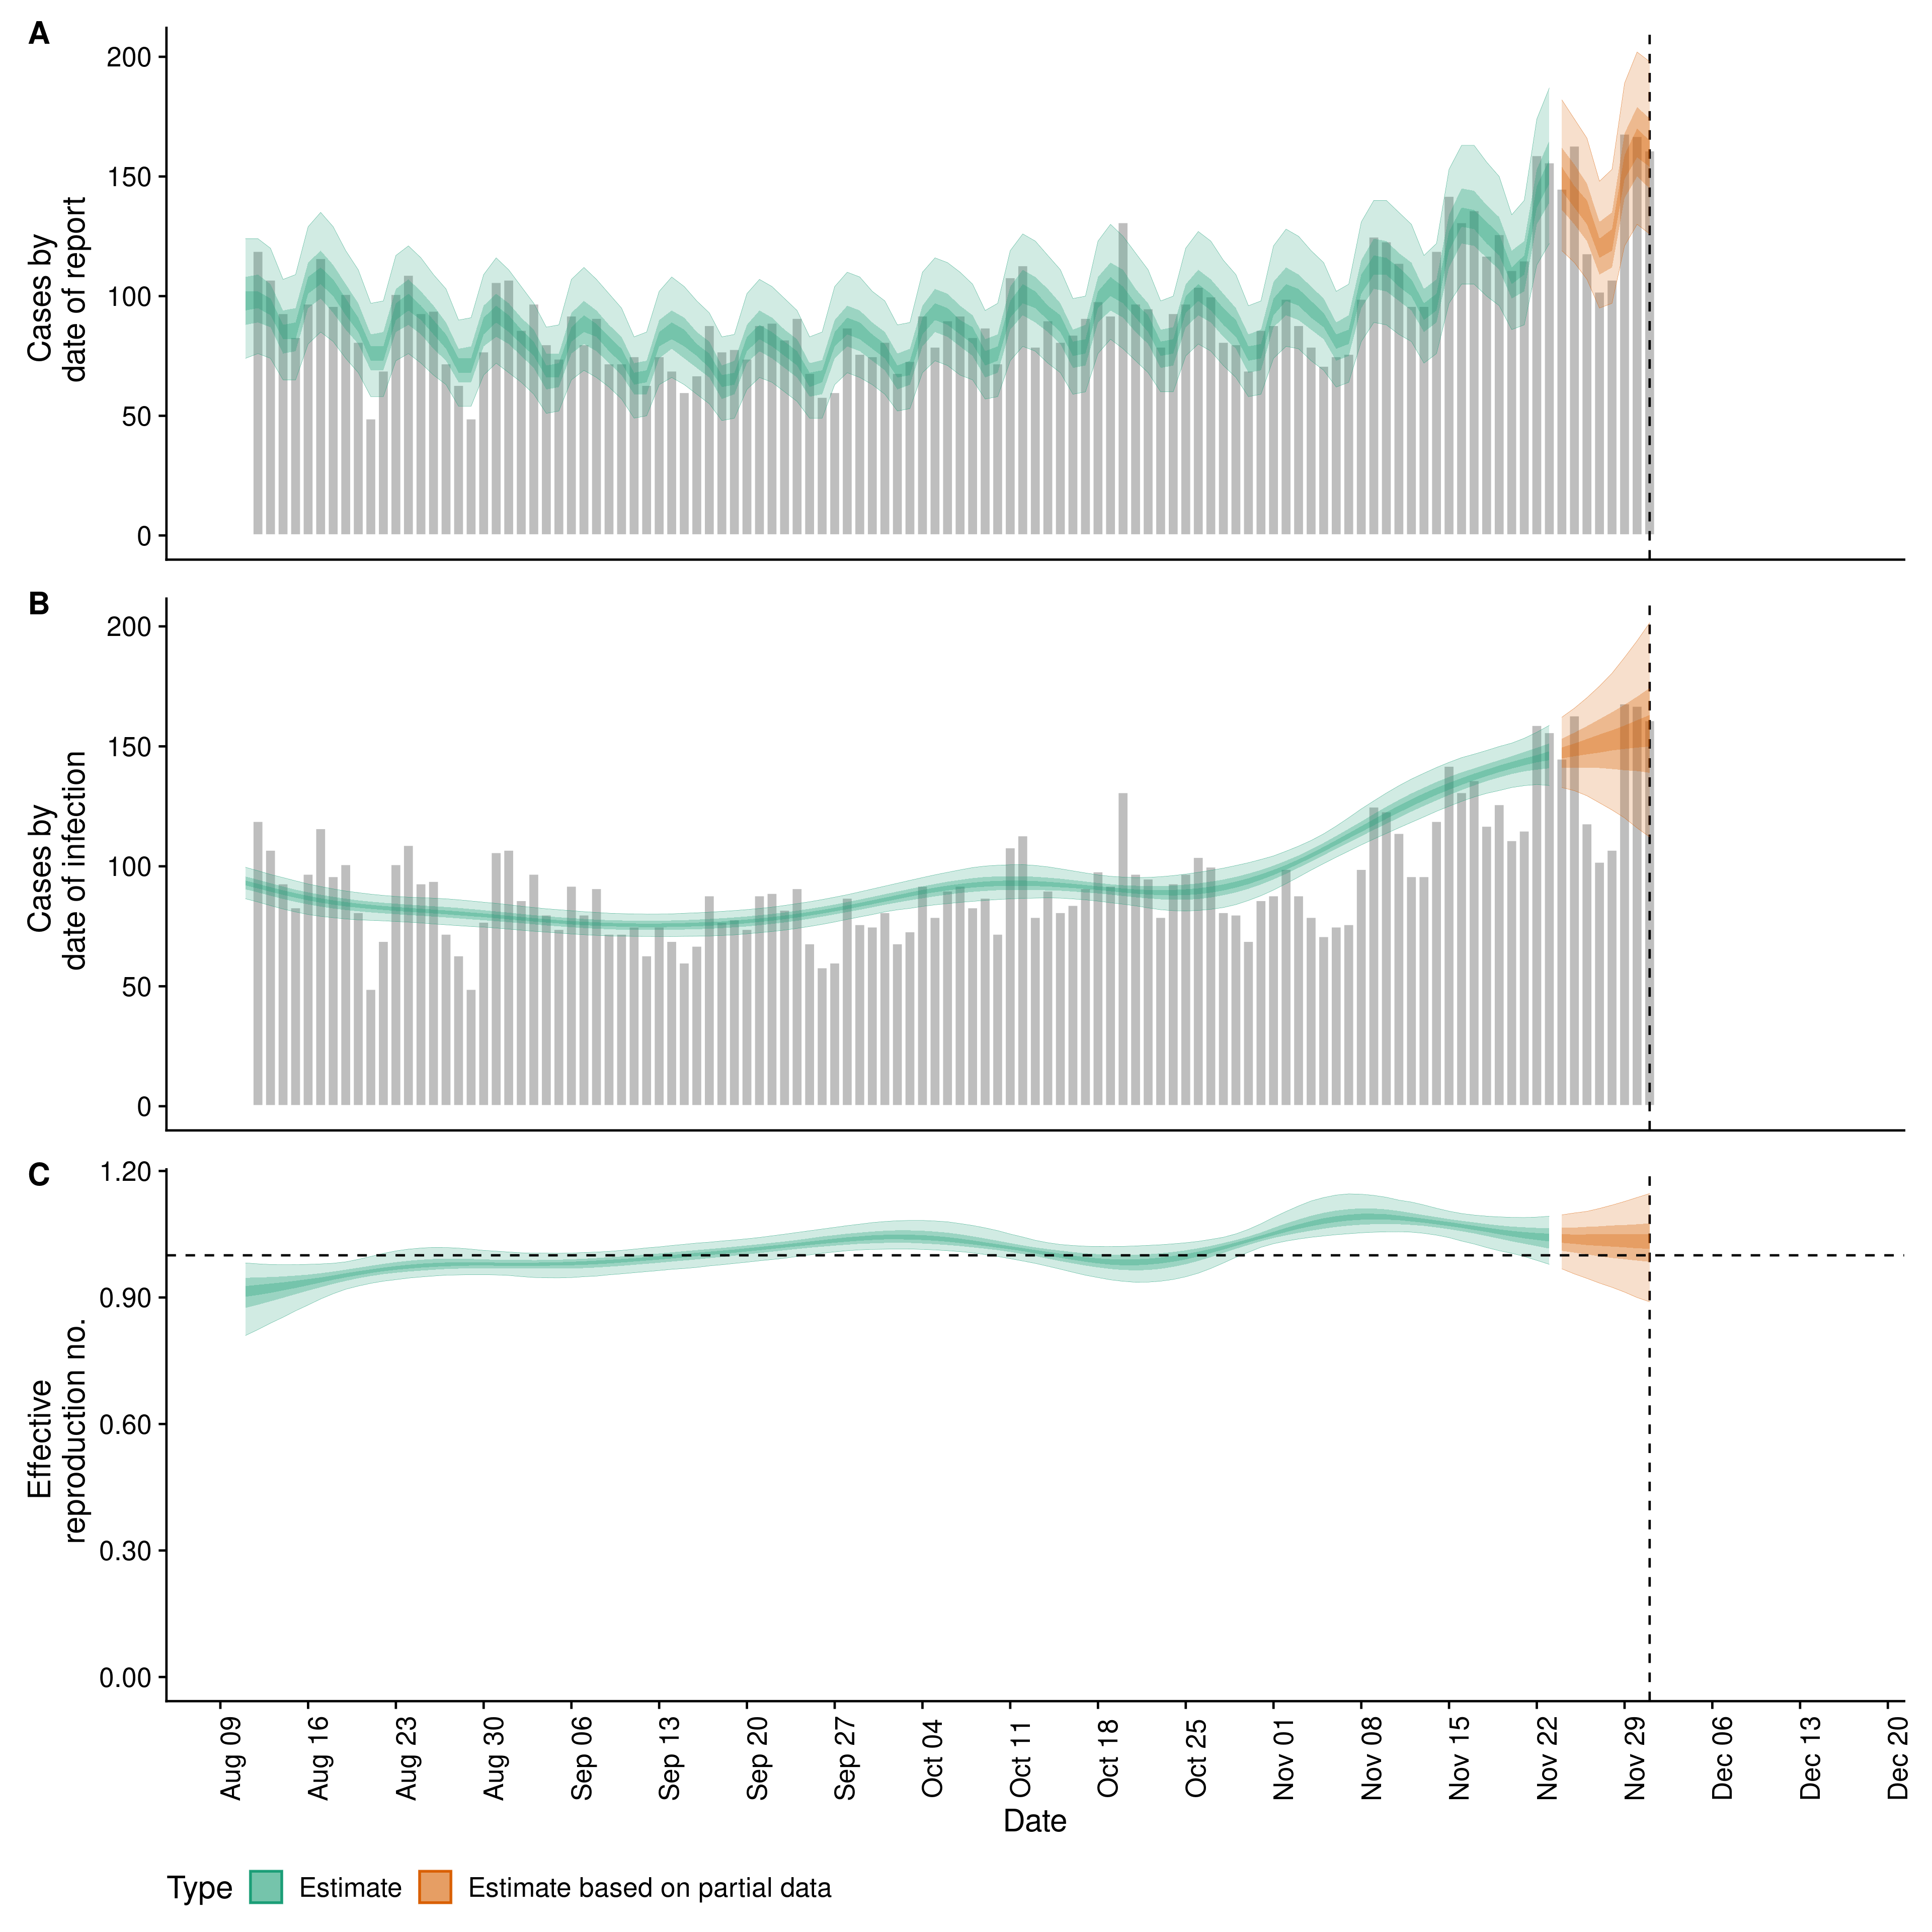 A
200
150
100
50
0
Cases by
date of report
B
200
150
100
50
0
Cases by
date of infection
C
1.20
0.90
0.60
0.30
0.00
Effective
reproduction no.
Aug 09
Aug 16
Aug 23
Aug 30
Sep 06
Sep 13
Sep 20
Sep 27
Oct 04
Oct 11
Oct 18
Oct 25
Nov 01
Nov 08
Nov 15
Nov 22
Nov 29
Dec 06
Dec 13
Dec 20
Date
Type Estimate Estimate based on partial data